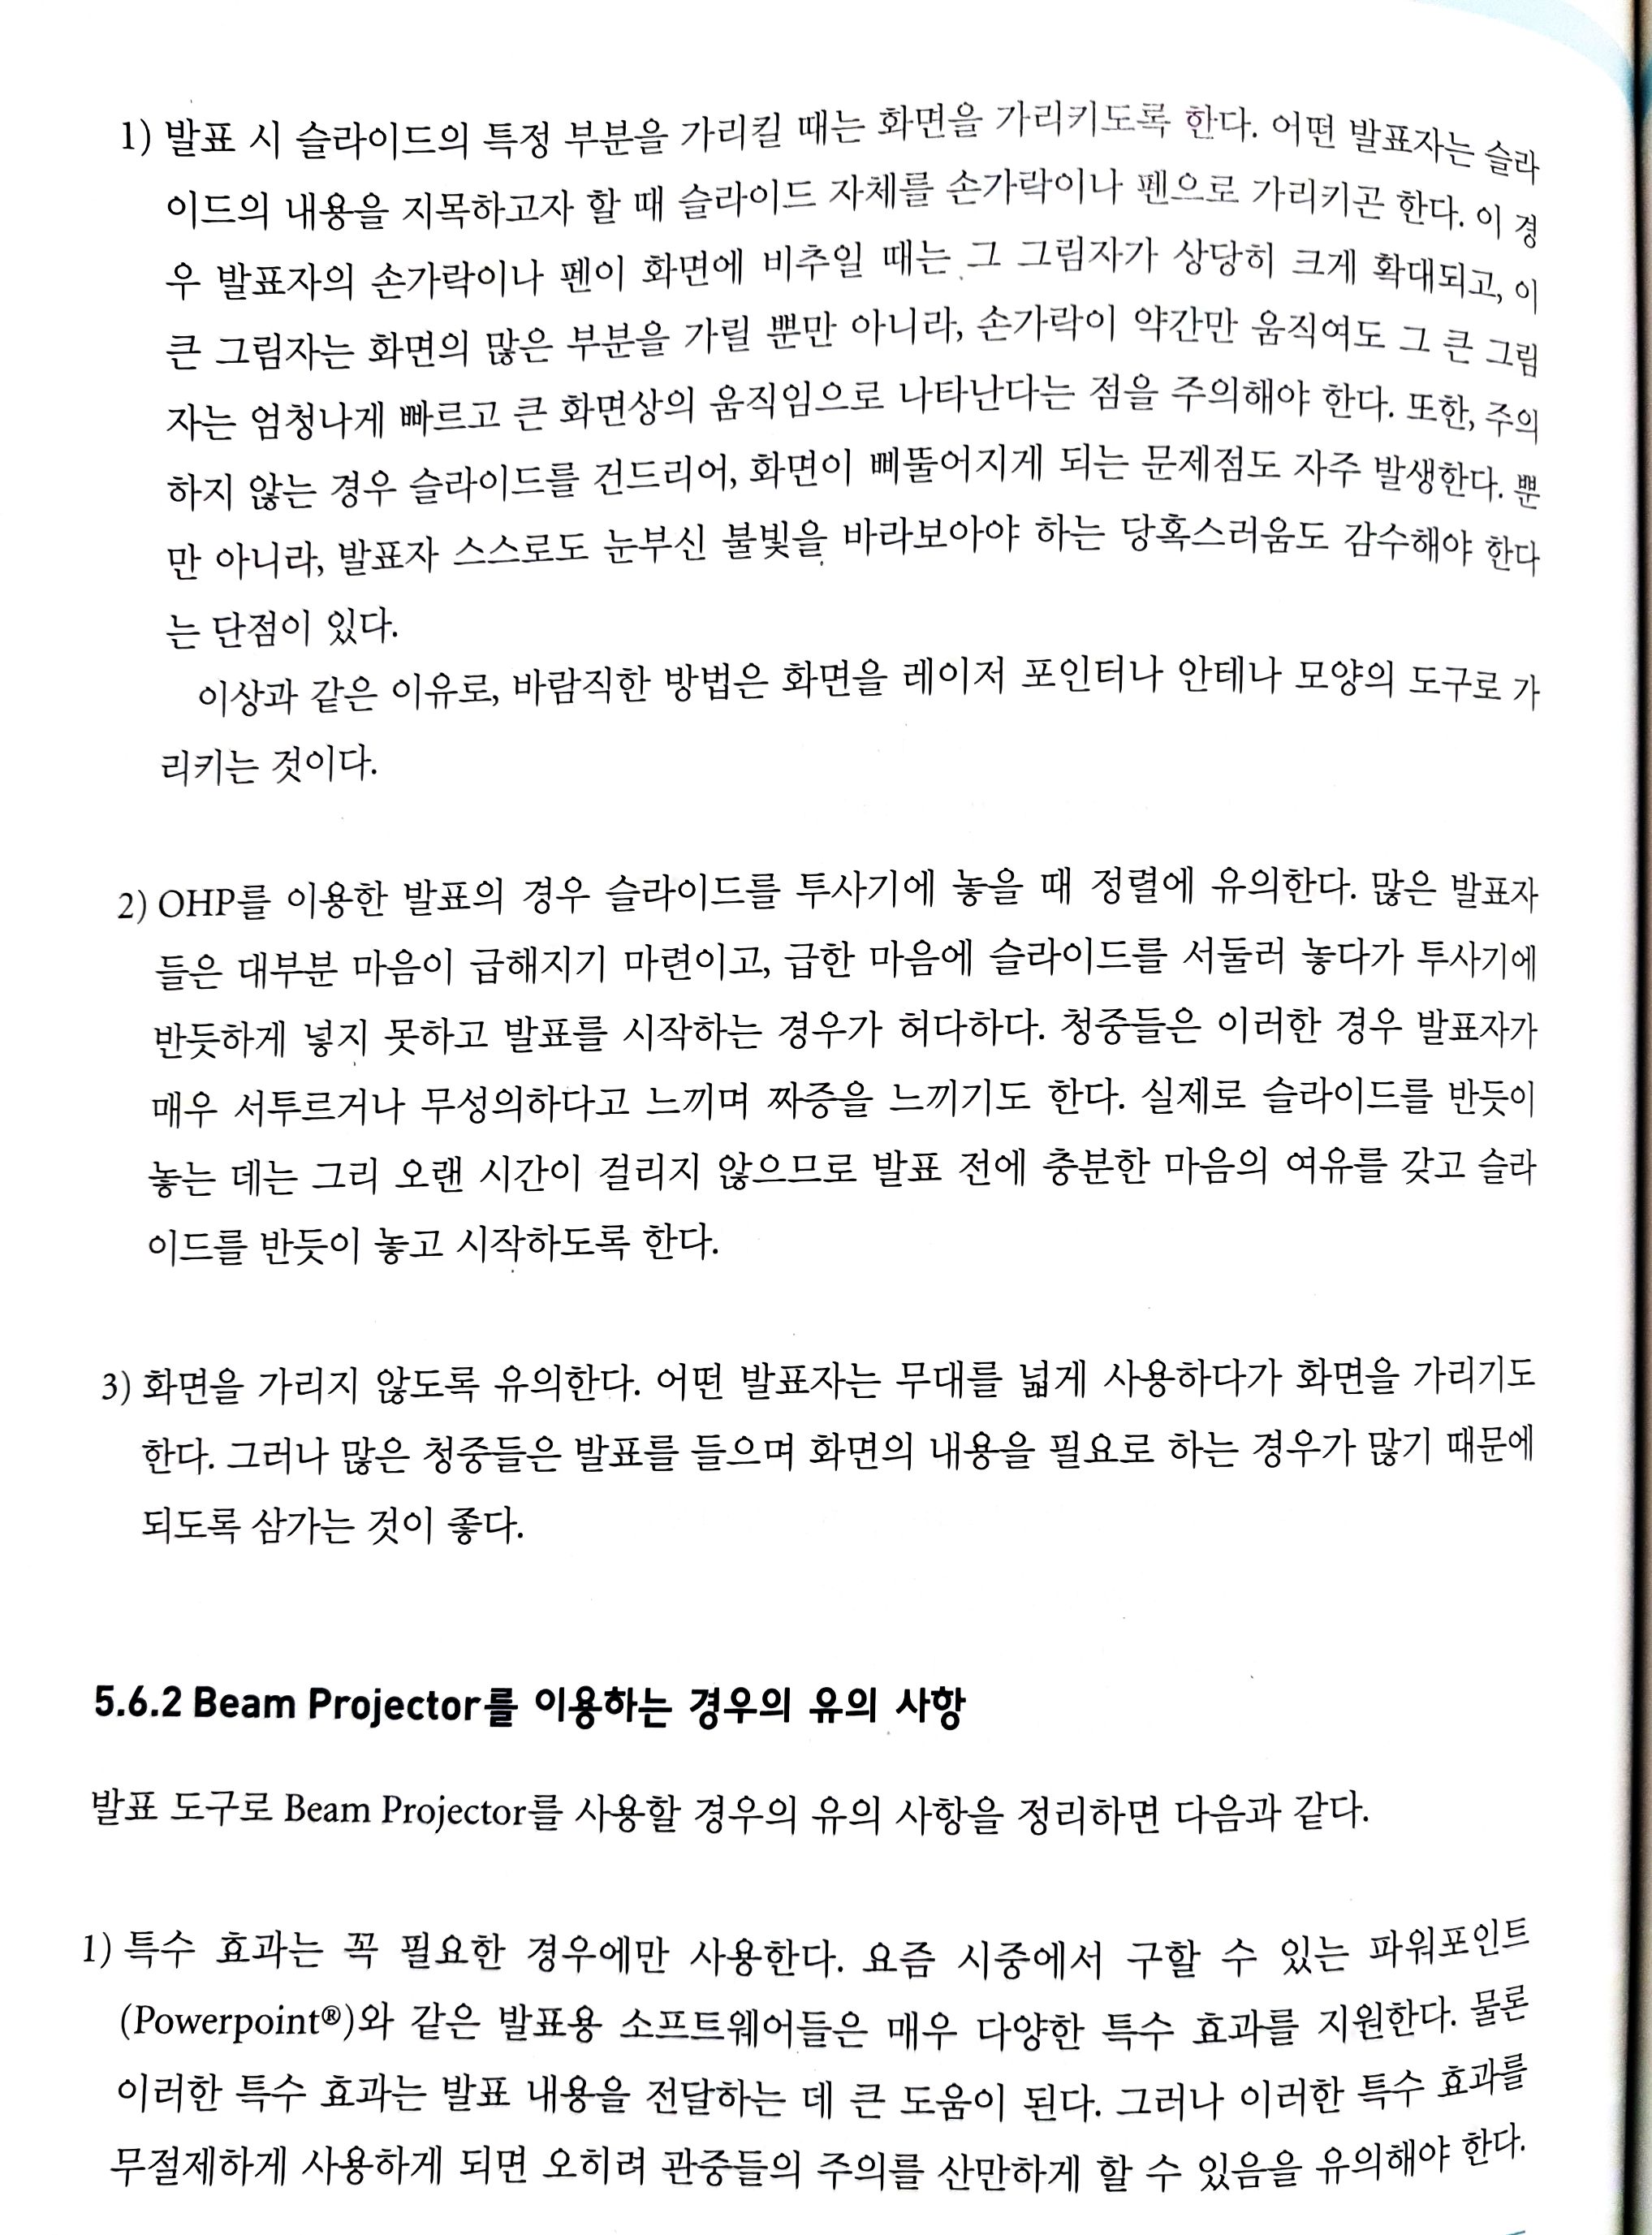 1) 발표 시 슬라이드의 특정 부분을 가리킬 때는 화면을 가리키도록 한다. 어떤 발표자는 슬라
이드의 내용을 지목하고자 할 때 슬라이드 자체를 손가락이나 펜으로 가리키곤 한다. 이 경
우 발표자의 손가락이나 펜이 화면에 비추일 때는 그 그림자가 상당히 크게 확대되고, 이
큰 그림자는 화면의 많은 부분을 가릴 뿐만 아니라, 손가락이 약간만 움직여도 그 큰 그림
자는 엄청나게 빠르고 큰 화면상의 움직임으로 나타난다는 점을 주의해야 한다. 또한, 주의
하지 않는 경우 슬라이드를 건드리어, 화면이 삐뚤어지게 되는 문제점도 자주 발생한다. 뿐
만 아니라, 발표자 스스로도 눈부신 불빛을 바라보아야 하는 당혹스러움도 감수해야 한다
는 단점이 있다.
이상과 같은 이유로, 바람직한 방법은 화면을 레이저 포인터나 안테나 모양의 도구로 가
리키는 것이다.
2) OHP를 이용한 발표의 경우 슬라이드를 투사기에 놓을 때 정렬에 유의한다. 많은 발표자
들은 대부분 마음이 급해지기 마련이고, 급한 마음에 슬라이드를 서둘러 놓다가 투사기에
반듯하게 넣지 못하고 발표를 시작하는 경우가 허다하다. 청중들은 이러한 경우 발표자가
매우 서투르거나 무성의하다고 느끼며 짜증을 느끼기도 한다. 실제로 슬라이드를 반듯이
놓는 데는 그리 오랜 시간이 걸리지 않으므로 발표 전에 충분한 마음의 여유를 갖고 슬라
이드를 반듯이 놓고 시작하도록 한다.
3) 화면을 가리지 않도록 유의한다. 어떤 발표자는 무대를 넓게 사용하다가 화면을 가리기도
한다. 그러나 많은 청중들은 발표를 들으며 화면의 내용을 필요로 하는 경우가 많기 때문에
되도록 삼가는 것이 좋다.
5.6.2 Beam Projector를 이용하는 경우의 유의 사항
발표 도구로 Beam Projector를 사용할 경우의 유의 사항을 정리하면 다음과 같다.
1) 특수 효과는 꼭 필요한 경우에만 사용한다. 요즘 시중에서 구할 수 있는 파워포인트
(Powerpoint®)와 같은 발표용 소프트웨어들은 매우 다양한 특수 효과를 지원한다. 물론
이러한 특수 효과는 발표 내용을 전달하는 데 큰 도움이 된다. 그러나 이러한 특수 효과를
무절제하게 사용하게 되면 오히려 관중들의 주의를 산만하게 할 수 있음을 유의해야 한다.